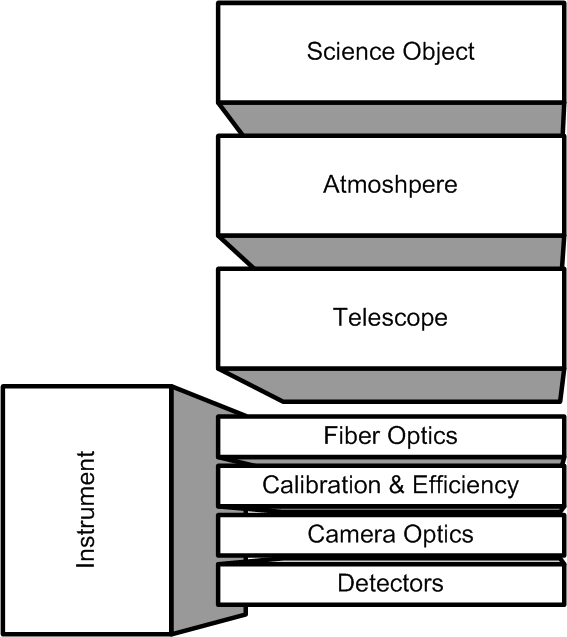 Science Object
Atmoshpere
Telescope
Instrument
Fiber Optics
Calibration & Efficiency
Camera Optics
Detectors